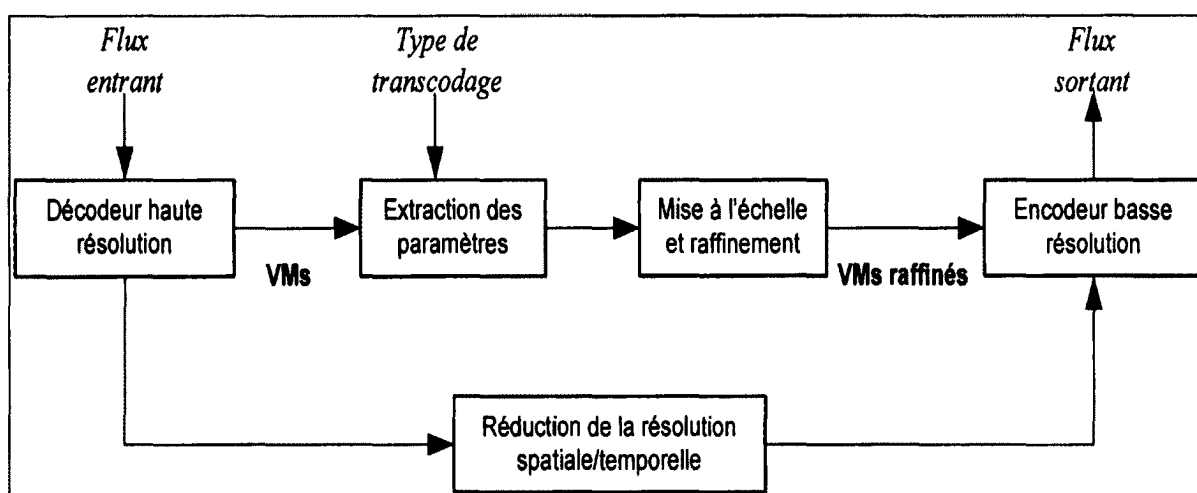 Flux
entrant
Type de
transcodage
Flux
sortant
Décodeur haute
résolution
Extraction des
paramètres
Mise à l'échelle
et raffinement
Encodeur basse
résolution
VMs
VMs raffinés
Réduction de la résolution
spatiale/temporelle